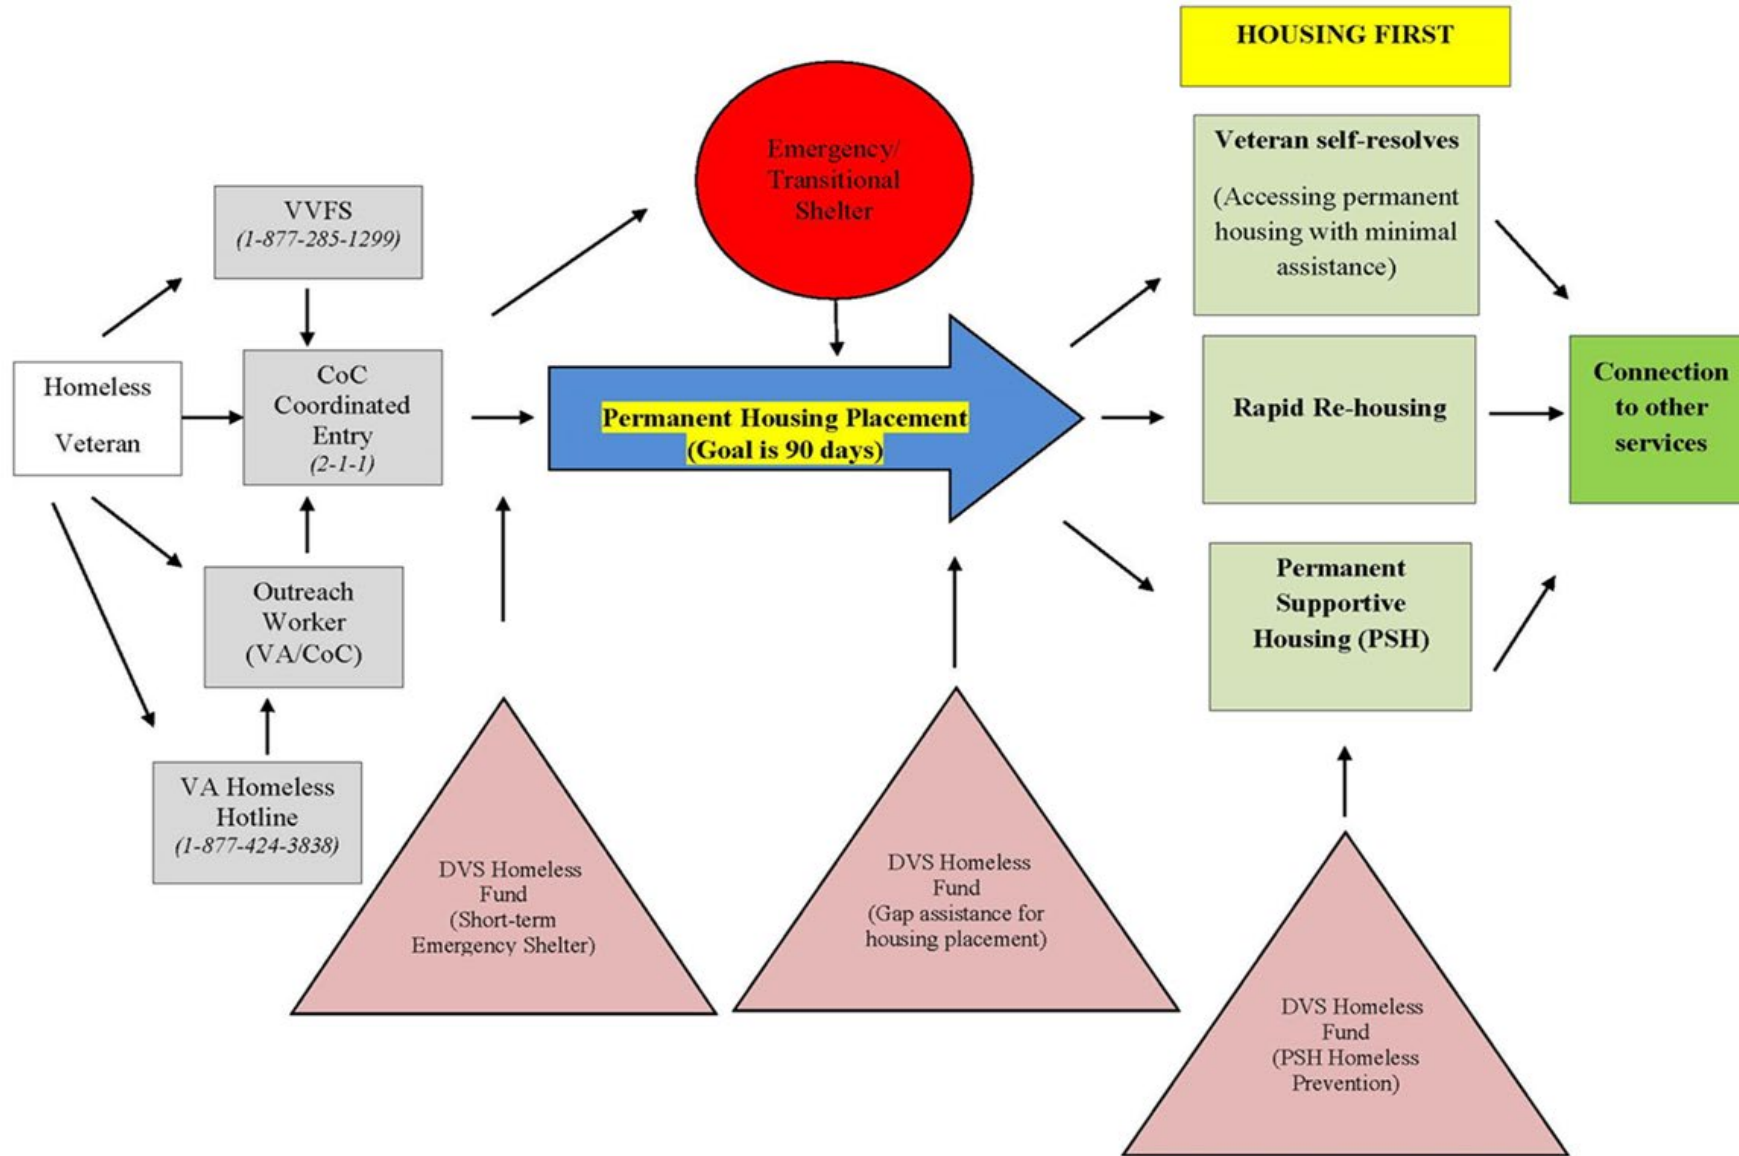 HOUSING FIRST
Emergency/
Transitional
Shelter
Veteran self-resolves
(Accessing permanent
housing with minimal
assistance)
VVFS
(1-877-285-1299)
Homeless
Veteran
CoC
Coordinated
Entry
(2-1-1)
Permanent Housing Placement
(Goal is 90 days)
Rapid Re-housing
Connection
to other
services
Outreach
Worker
(VA/CoC)
Permanent
Supportive
Housing (PSH)
VA Homeless
Hotline
(1-877-424-3838)
DVS Homeless
Fund
(Short-term
Emergency Shelter)
DVS Homeless
Fund
(Gap assistance for
housing placement)
DVS Homeless
Fund
(PSH Homeless
Prevention)